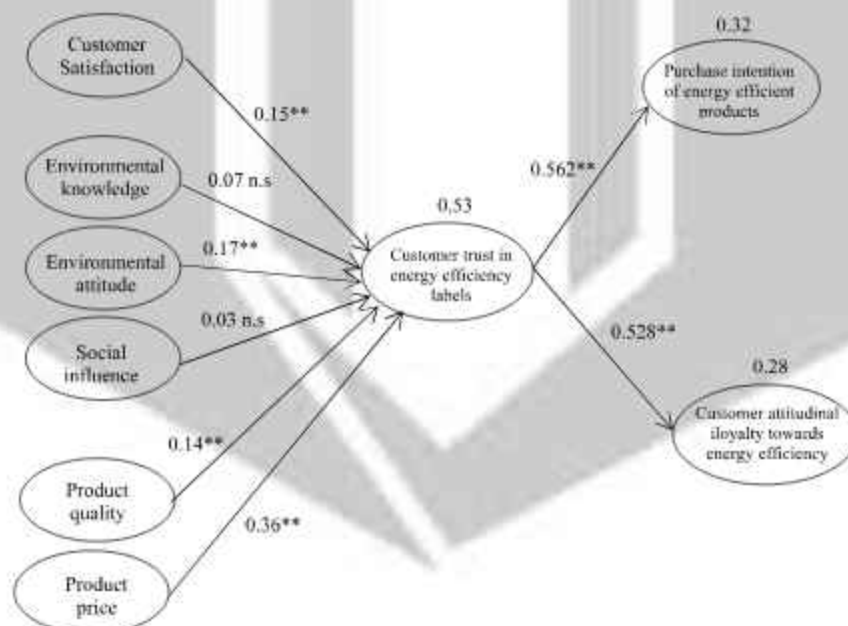 Customer
Satisfaction
0.15**
Environmental
knowledge
0.07 n.s
Environmental
attitude
0.17**
Social
influence
0.03 n.s
Product
quality
0.14**
Product
price
0.36**
0.53
Customer trust in
energy efficiency
labels
0.562**
0.528**
0.32
Purchase intention
of energy efficient
products
0.28
Customer attitudinal
iloyalty towards
energy efficiency